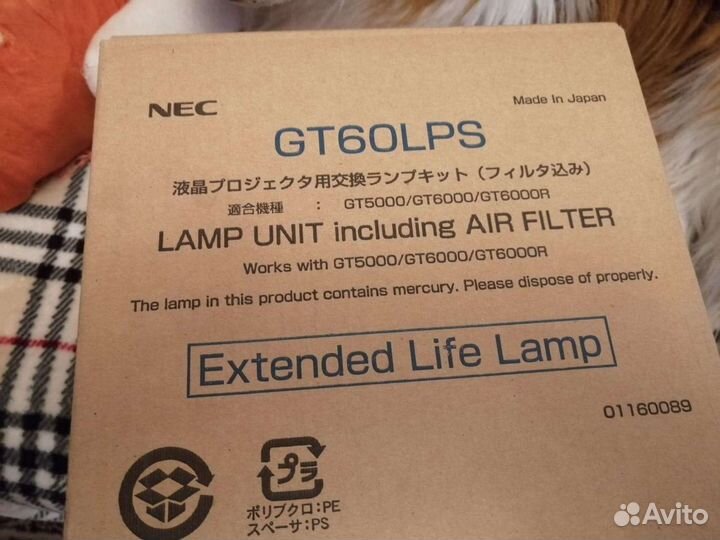 NEC
Made In Japan
GT60LPS
液晶プロジェクタ用交換ランプキット（フィルタ込み）
適合機種 : GT5000/GT6000/GT6000R
LAMP UNIT including AIR FILTER
Works with GT5000/GT6000/GT6000R
The lamp in this product contains mercury. Please dispose of properly.
Extended Life Lamp
01160089
プラ
ポリブクロ:PE
スペーサ:PS
Avito